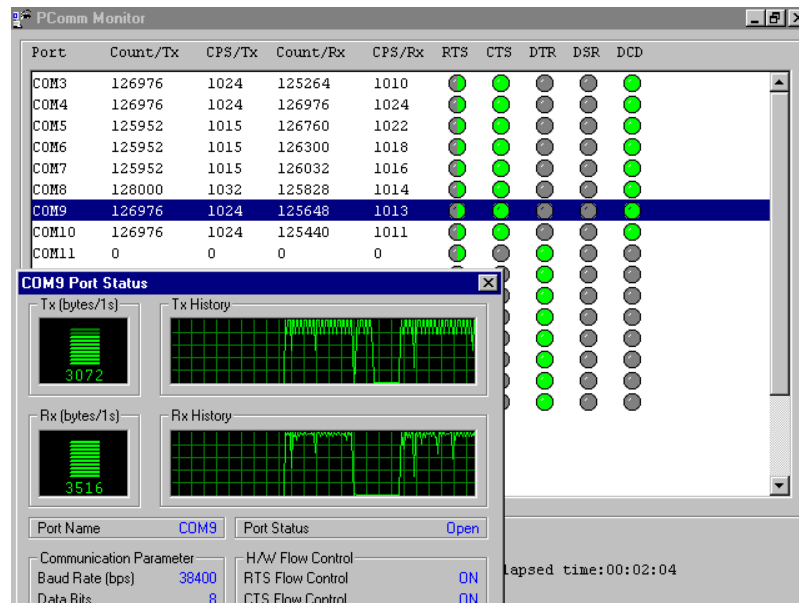 PComm Monitor
Port Count/Tx CPS/Tx Count/Rx CPS/Rx RTS CTS DTR DSR DCD
COM3 126976 1024 125264 1010
COM4 126976 1024 126976 1024
COM5 125952 1015 126760 1022
COM6 125952 1015 126300 1018
COM7 125952 1015 126032 1016
COM8 128000 1032 125828 1014
COM9 126976 1024 125648 1013
COM10 126976 1024 125440 1011
COM11 0 0 0 0
COM9 Port Status
Tx (bytes/1s) Tx History
3072
Rx (bytes/1s) Rx History
3516
Port Name COM9 Port Status Open
Communication Parameter H/W Flow Control
Baud Rate (bps) 38400 RTS Flow Control ON
lapsed time:00:02:04
Data Bits 8 CTS Flow Control ON